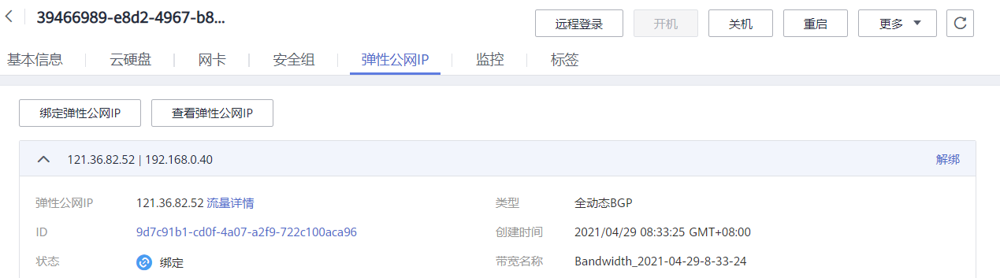 39466989-e8d2-4967-b8...
远程登录 开机 关机 重启 更多
基本信息 云硬盘 网卡 安全组 弹性公网IP 监控 标签
绑定弹性公网IP 查看弹性公网IP
121.36.82.52 | 192.168.0.40 解绑
弹性公网IP 121.36.82.52 流量详情 类型 全动态BGP
ID 9d7c91b1-cd0f-4a07-a2f9-722c100aca96 创建时间 2021/04/29 08:33:25 GMT+08:00
状态 绑定 带宽名称 Bandwidth_2021-04-29-8-33-24